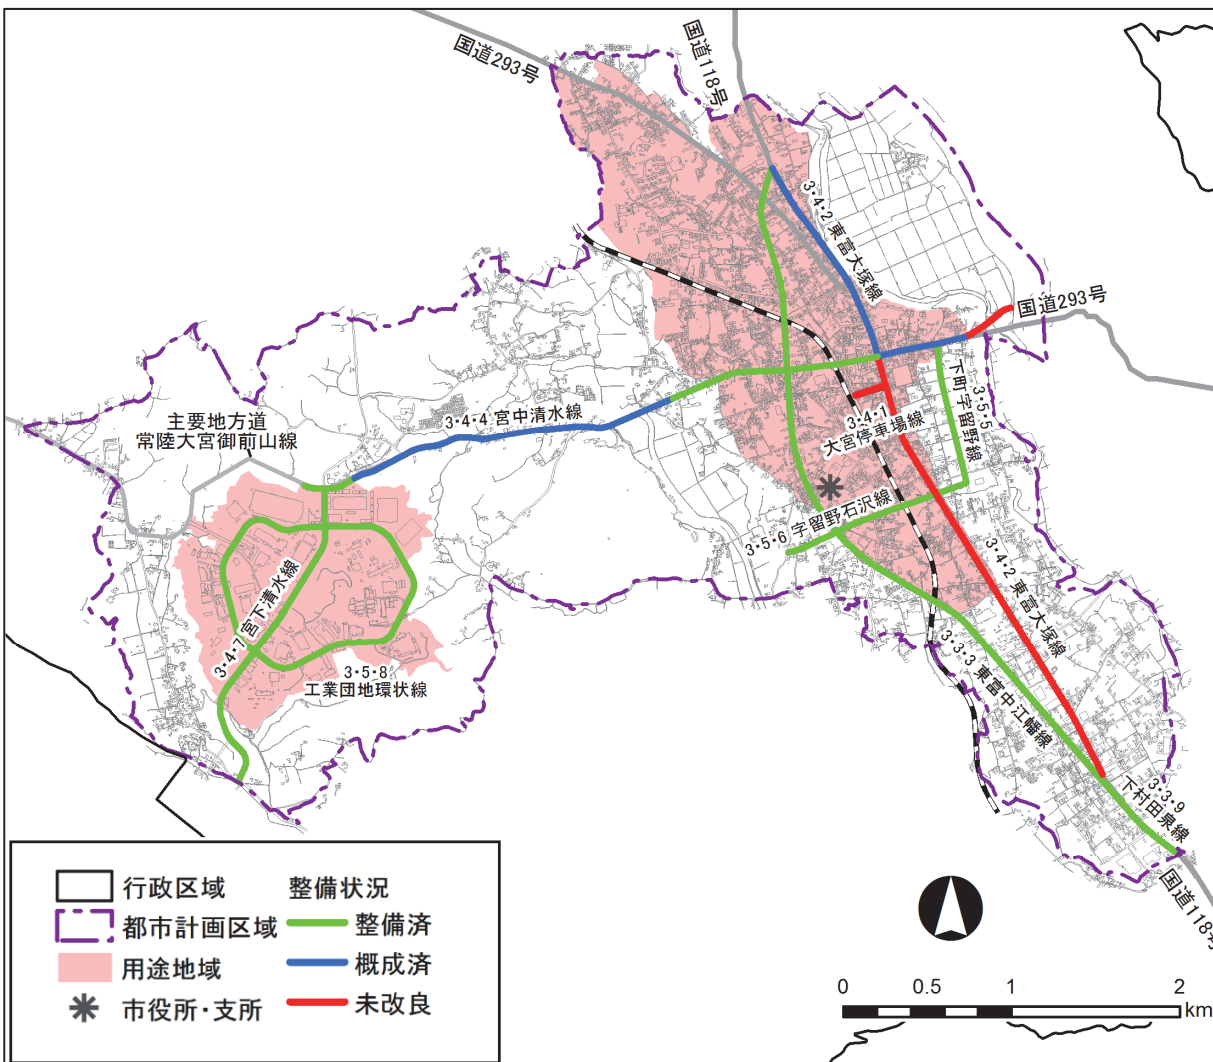 国道293号
国道118号
3・4・2 東富大塚線
国道293号
主要地方道
常陸大宮御前山線
3・4・4 宮中清水線
3・4・1
大宮停車場線
3・5・5
下町宇留野線
3・5・6 宇留野石沢線
3・4・2 東富大塚線
3・4・7 宮下清水線
3・5・8
工業団地環状線
3・3・3 東富中江幡線
3・3・9
下村田泉線
国道118号
行政区域
都市計画区域
用途地域
市役所・支所
整備状況
整備済
概成済
未改良
0 0.5 1 2
km